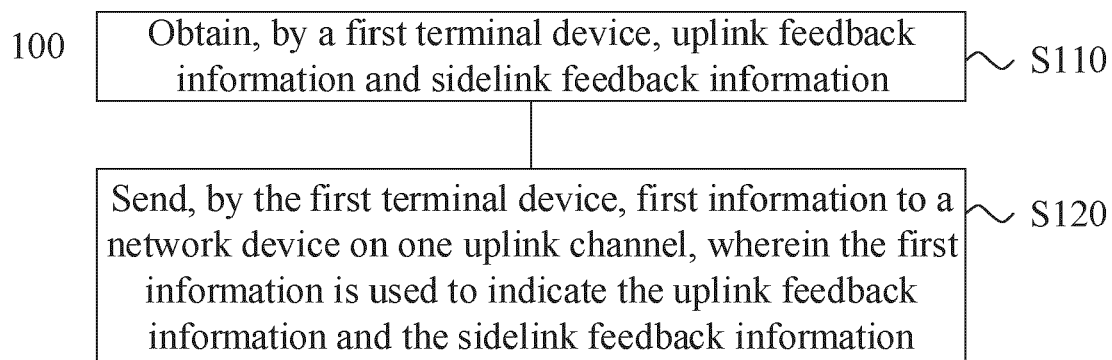 100
Obtain, by a first terminal device, uplink feedback
information and sidelink feedback information
S110
Send, by the first terminal device, first information to a
network device on one uplink channel, wherein the first
information is used to indicate the uplink feedback
information and the sidelink feedback information
S120